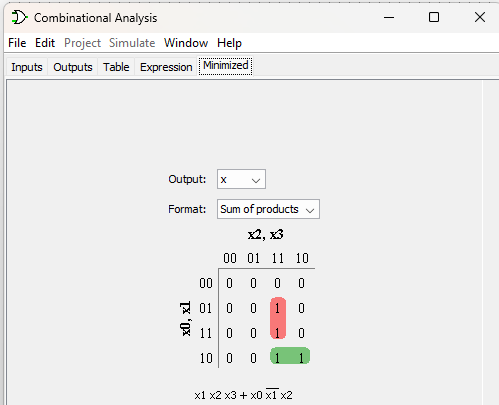 Combinational Analysis
File Edit Project Simulate Window Help
Inputs Outputs Table Expression Minimized
Output: x
Format: Sum of products
x2, x3
00 01 11 10
x0, x1
00 0 0 0 0
01 0 0 1 0
11 0 0 1 0
10 0 0 1 1
x1 x2 x3 + x0 x̅1̅ x2